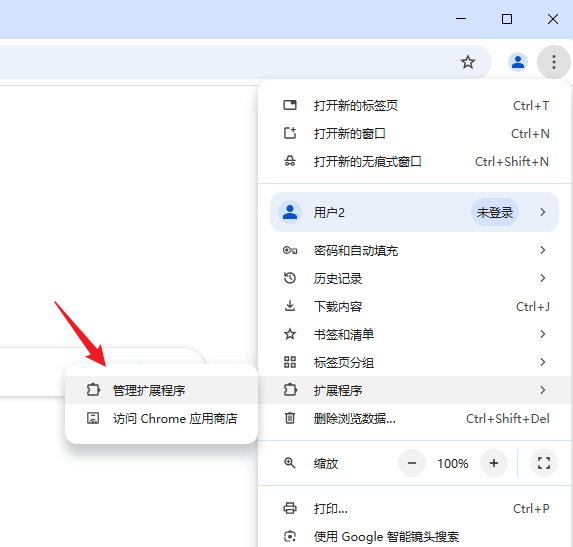 打开新的标签页 Ctrl+T
打开新的窗口 Ctrl+N
打开新的无痕式窗口 Ctrl+Shift+N
用户2 未登录
密码和自动填充
历史记录
下载内容 Ctrl+J
书签和清单
标签页分组
扩展程序
管理扩展程序
访问 Chrome 应用商店
删除浏览数据... Ctrl+Shift+Del
缩放 − 100% +
打印... Ctrl+P
使用 Google 智能镜头搜索